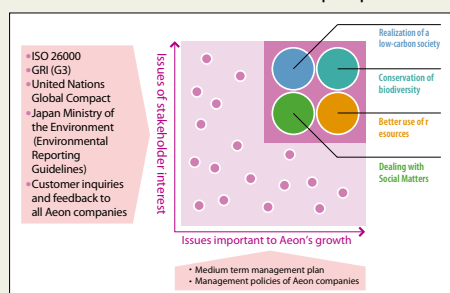 • ISO 26000
• GRI (G3)
• United Nations
Global Compact
• Japan Ministry of
the Environment
(Environmental
Reporting
Guidelines)
• Customer inquiries
and feedback to
all Aeon companies
Issues of stakeholder
interest
Issues important to Aeon's growth
• Medium term management plan
• Management policies of Aeon companies
Realization of a
low-carbon society
Conservation of
biodiversity
Better use of r
esources
Dealing with
Social Matters